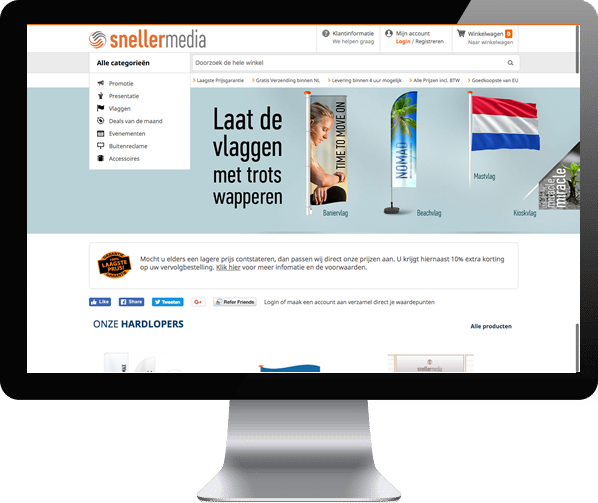 snellermedia
Klantinformatie
We helpen graag
Mijn account
Login / Registreren
Winkelwagen 0
Naar winkelwagen
Alle categorieën
Doorzoek de hele winkel
Laagste Prijsgarantie
Gratis Verzending binnen NL
Levering binnen 4 uur mogelijk
Alle Prijzen incl. BTW
Goedkoopste van EU
Promotie
Presentatie
Vlaggen
Deals van de maand
Evenementen
Buitenreclame
Accessoires
Laat de
vlaggen
met trots
wapperen
TIME TO MOVE ON
NOMAD
miracle
miracle
Baniervlag
Beachvlag
Mastvlag
Kioskvlag
100%
LAAGSTE
PRIJS!
Mocht u elders een lagere prijs contstateren, dan passen wij direct onze prijzen aan. U krijgt hiernaast 10% extra korting
op uw vervolgbestelling. Klik hier voor meer infomatie en de voorwaarden.
Like
Share
Tweeten
G+
Refer Friends
Login of maak een account aan verzamel direct je waardepunten
ONZE HARDLOPERS
Alle producten
snellermedia